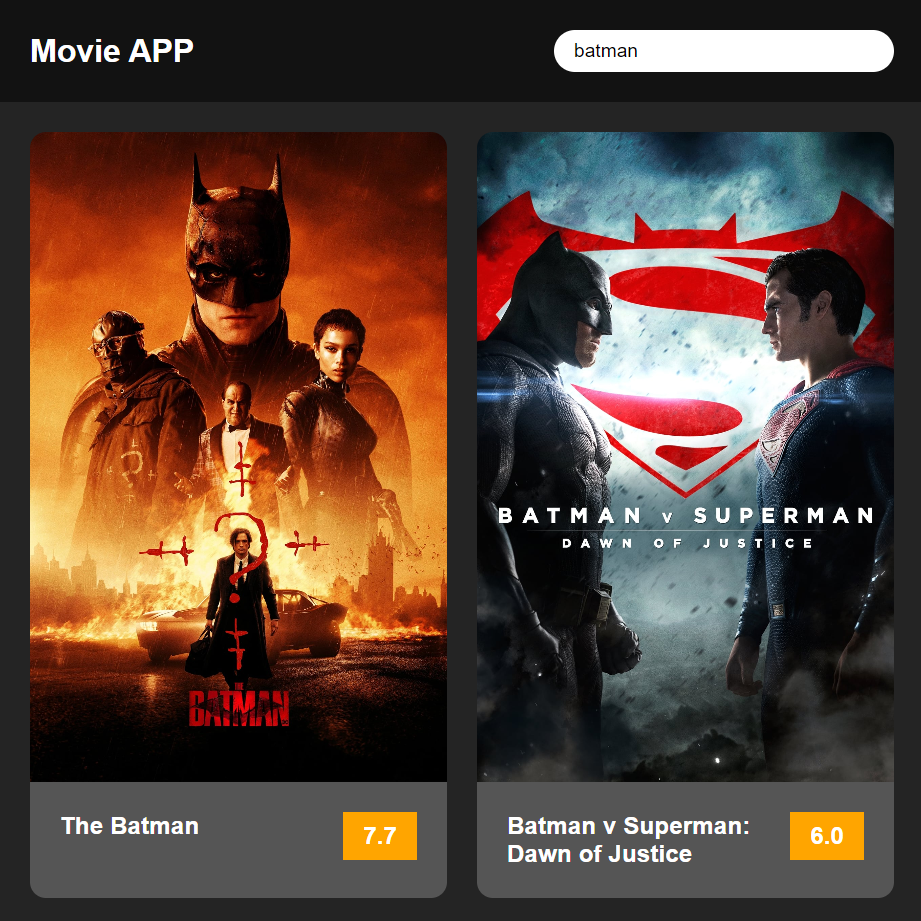 Movie APP
batman
THE
BATMAN
BATMAN v SUPERMAN
DAWN OF JUSTICE
The Batman
7.7
Batman v Superman:
Dawn of Justice
6.0